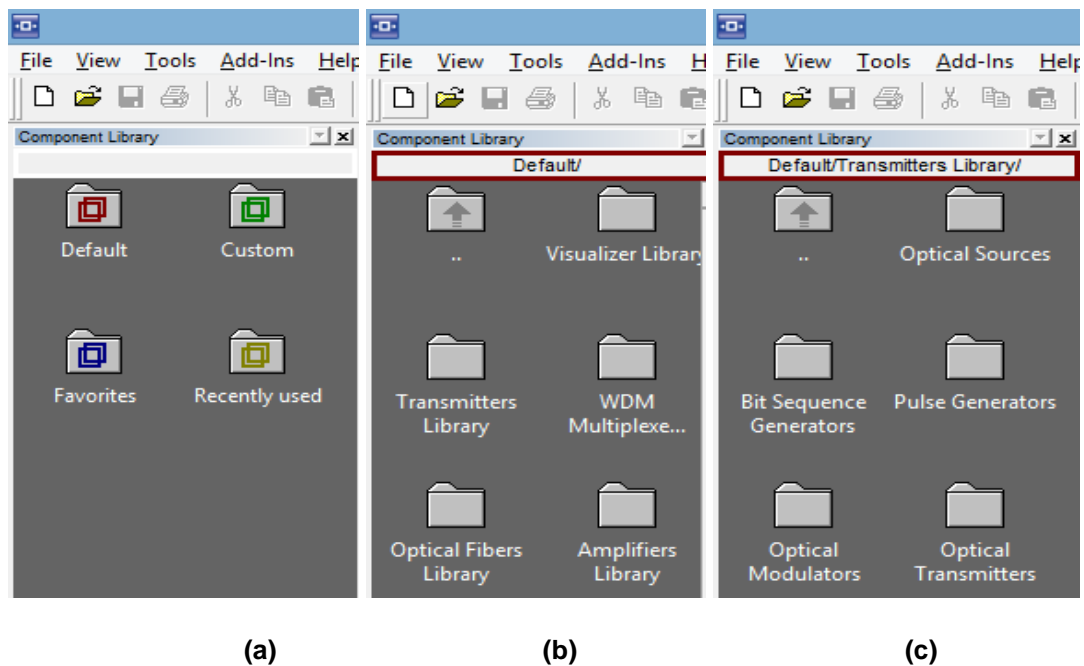 File View Tools Add-Ins Help
Component Library
Default Custom
Favorites Recently used
(a)
File View Tools Add-Ins H
Component Library
Default/
.. Visualizer Library
Transmitters Library
WDM Multiplexe...
Optical Fibers Library
Amplifiers Library
(b)
File View Tools Add-Ins Help
Component Library
Default/Transmitters Library/
.. Optical Sources
Bit Sequence Generators
Pulse Generators
Optical Modulators
Optical Transmitters
(c)